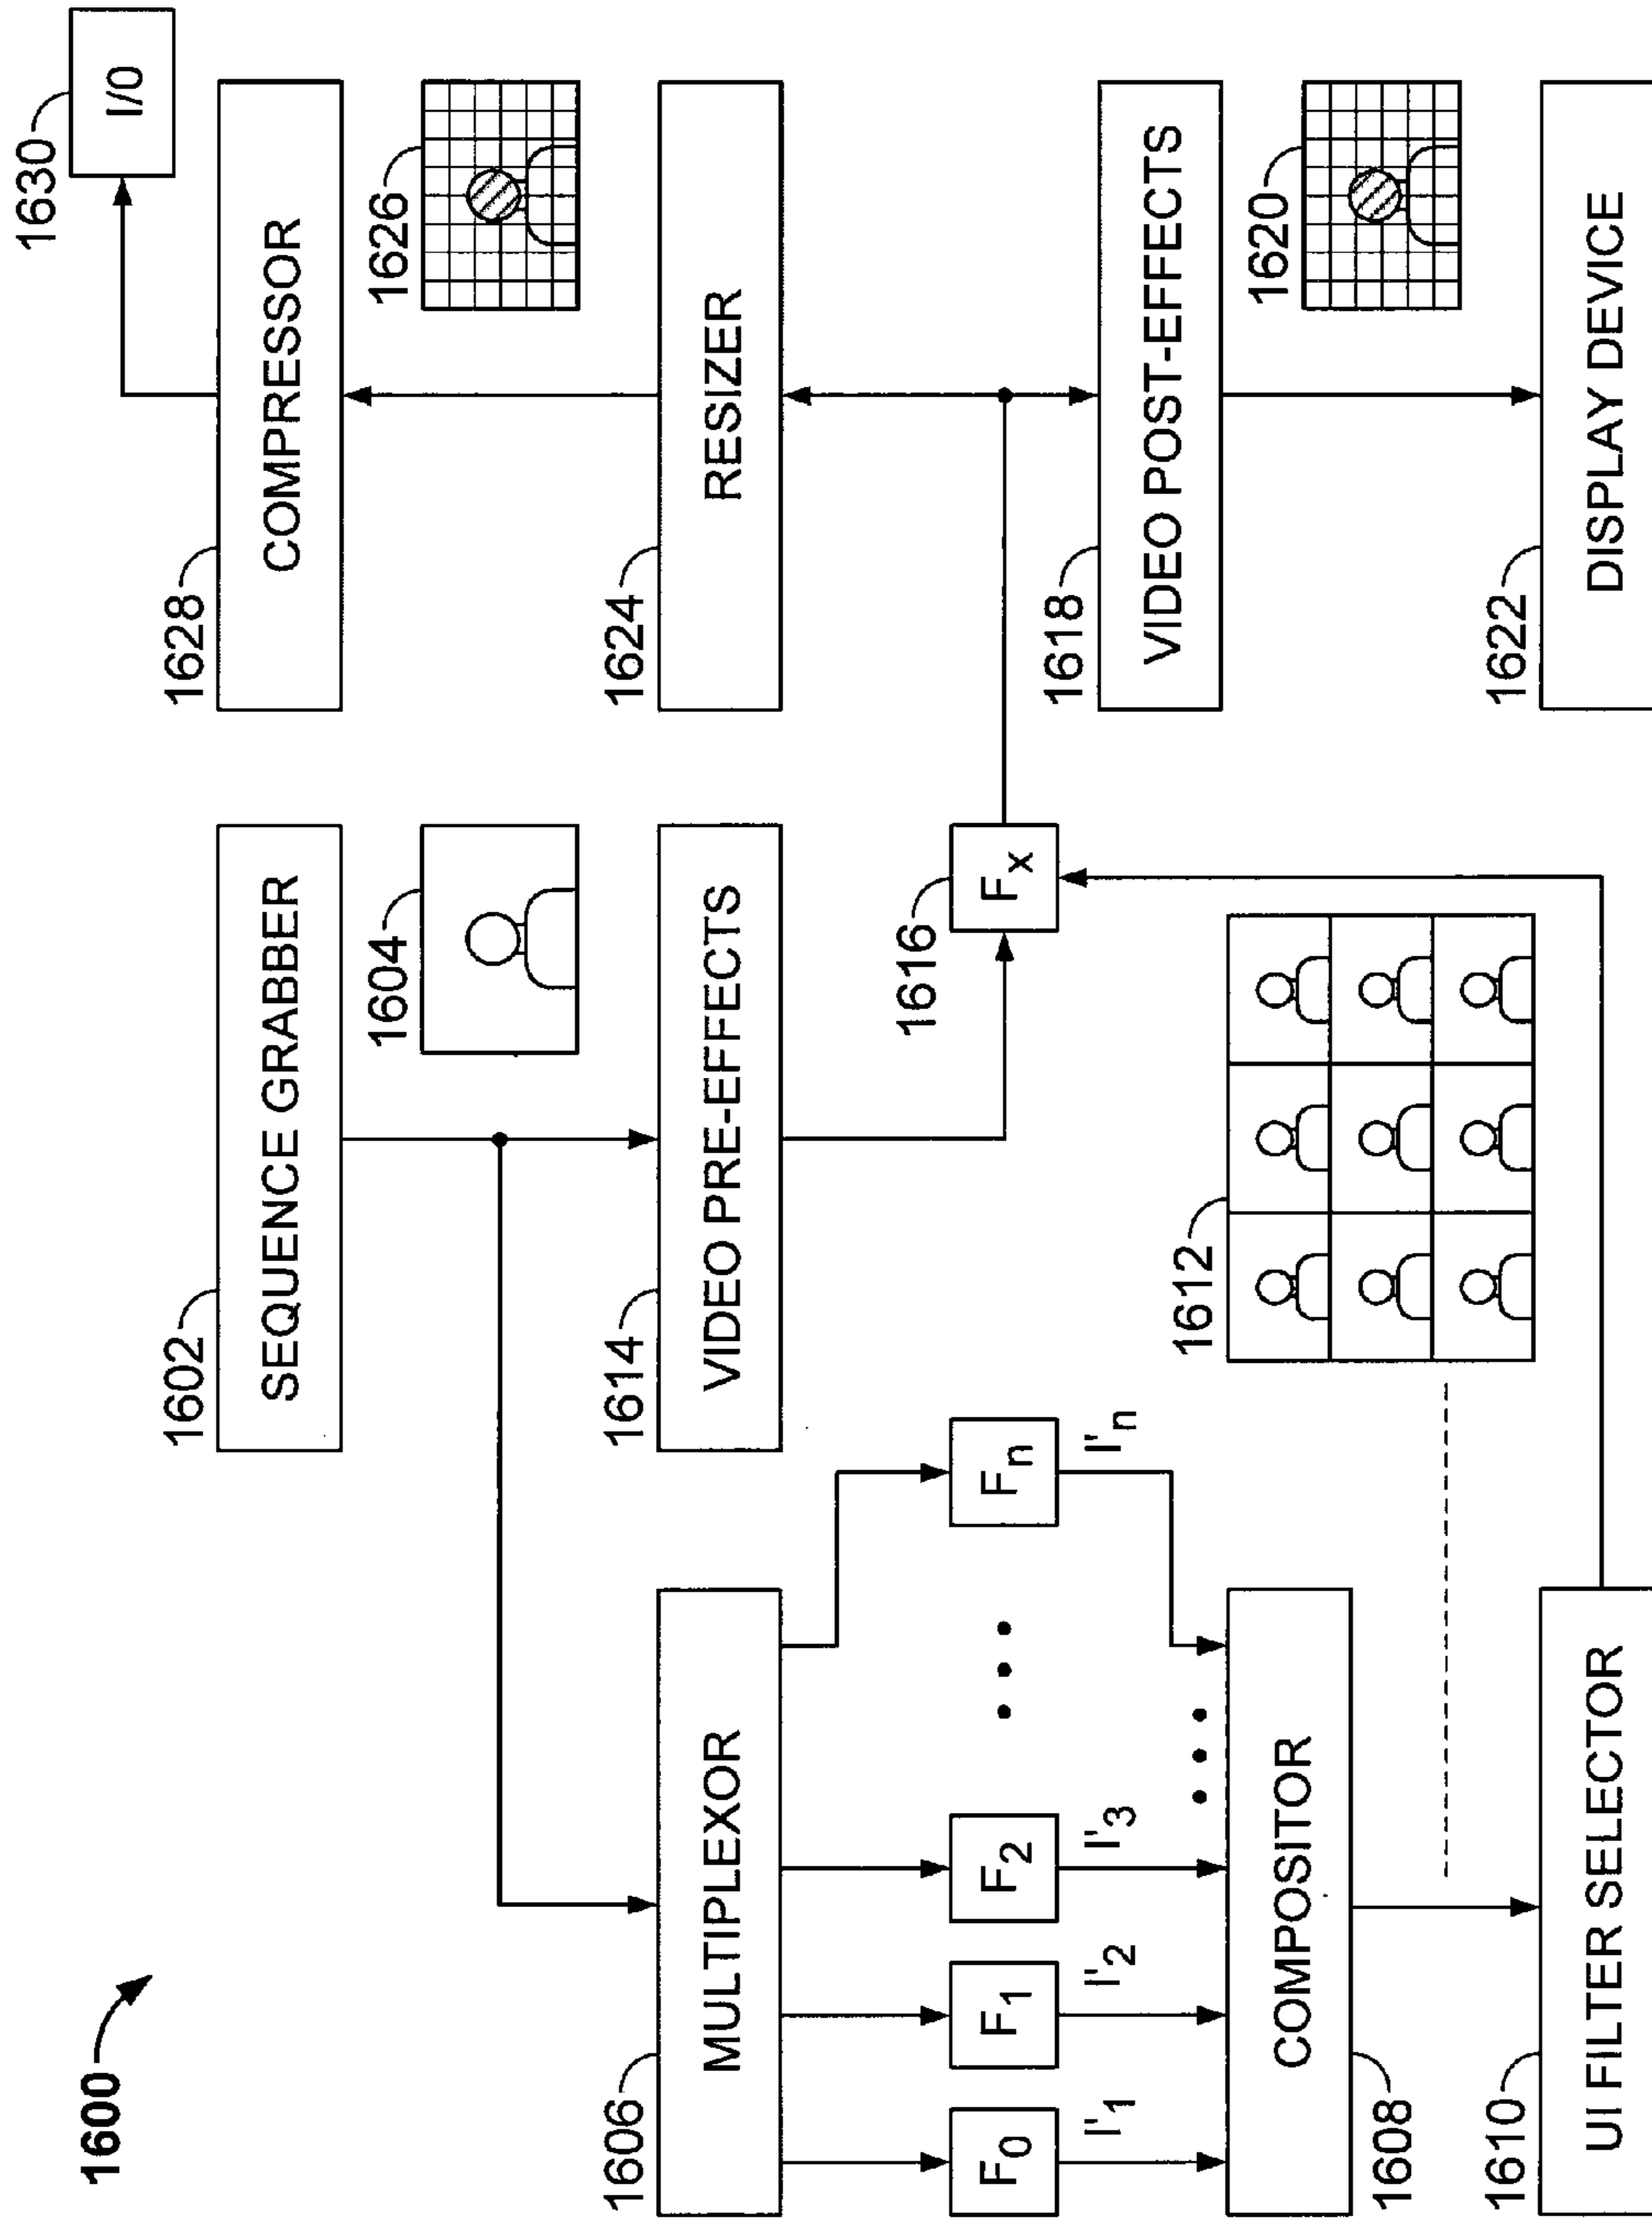 1600
1602
SEQUENCE GRABBER
1604
1606
MULTIPLEXOR
F0
F1
F2
Fn
I'1
I'2
I'3
I'n
1608
COMPOSITOR
1610
UI FILTER SELECTOR
1612
1614
VIDEO PRE-EFFECTS
1616
Fx
1618
VIDEO POST-EFFECTS
1620
1622
DISPLAY DEVICE
1624
RESIZER
1626
1628
COMPRESSOR
1630
I/0